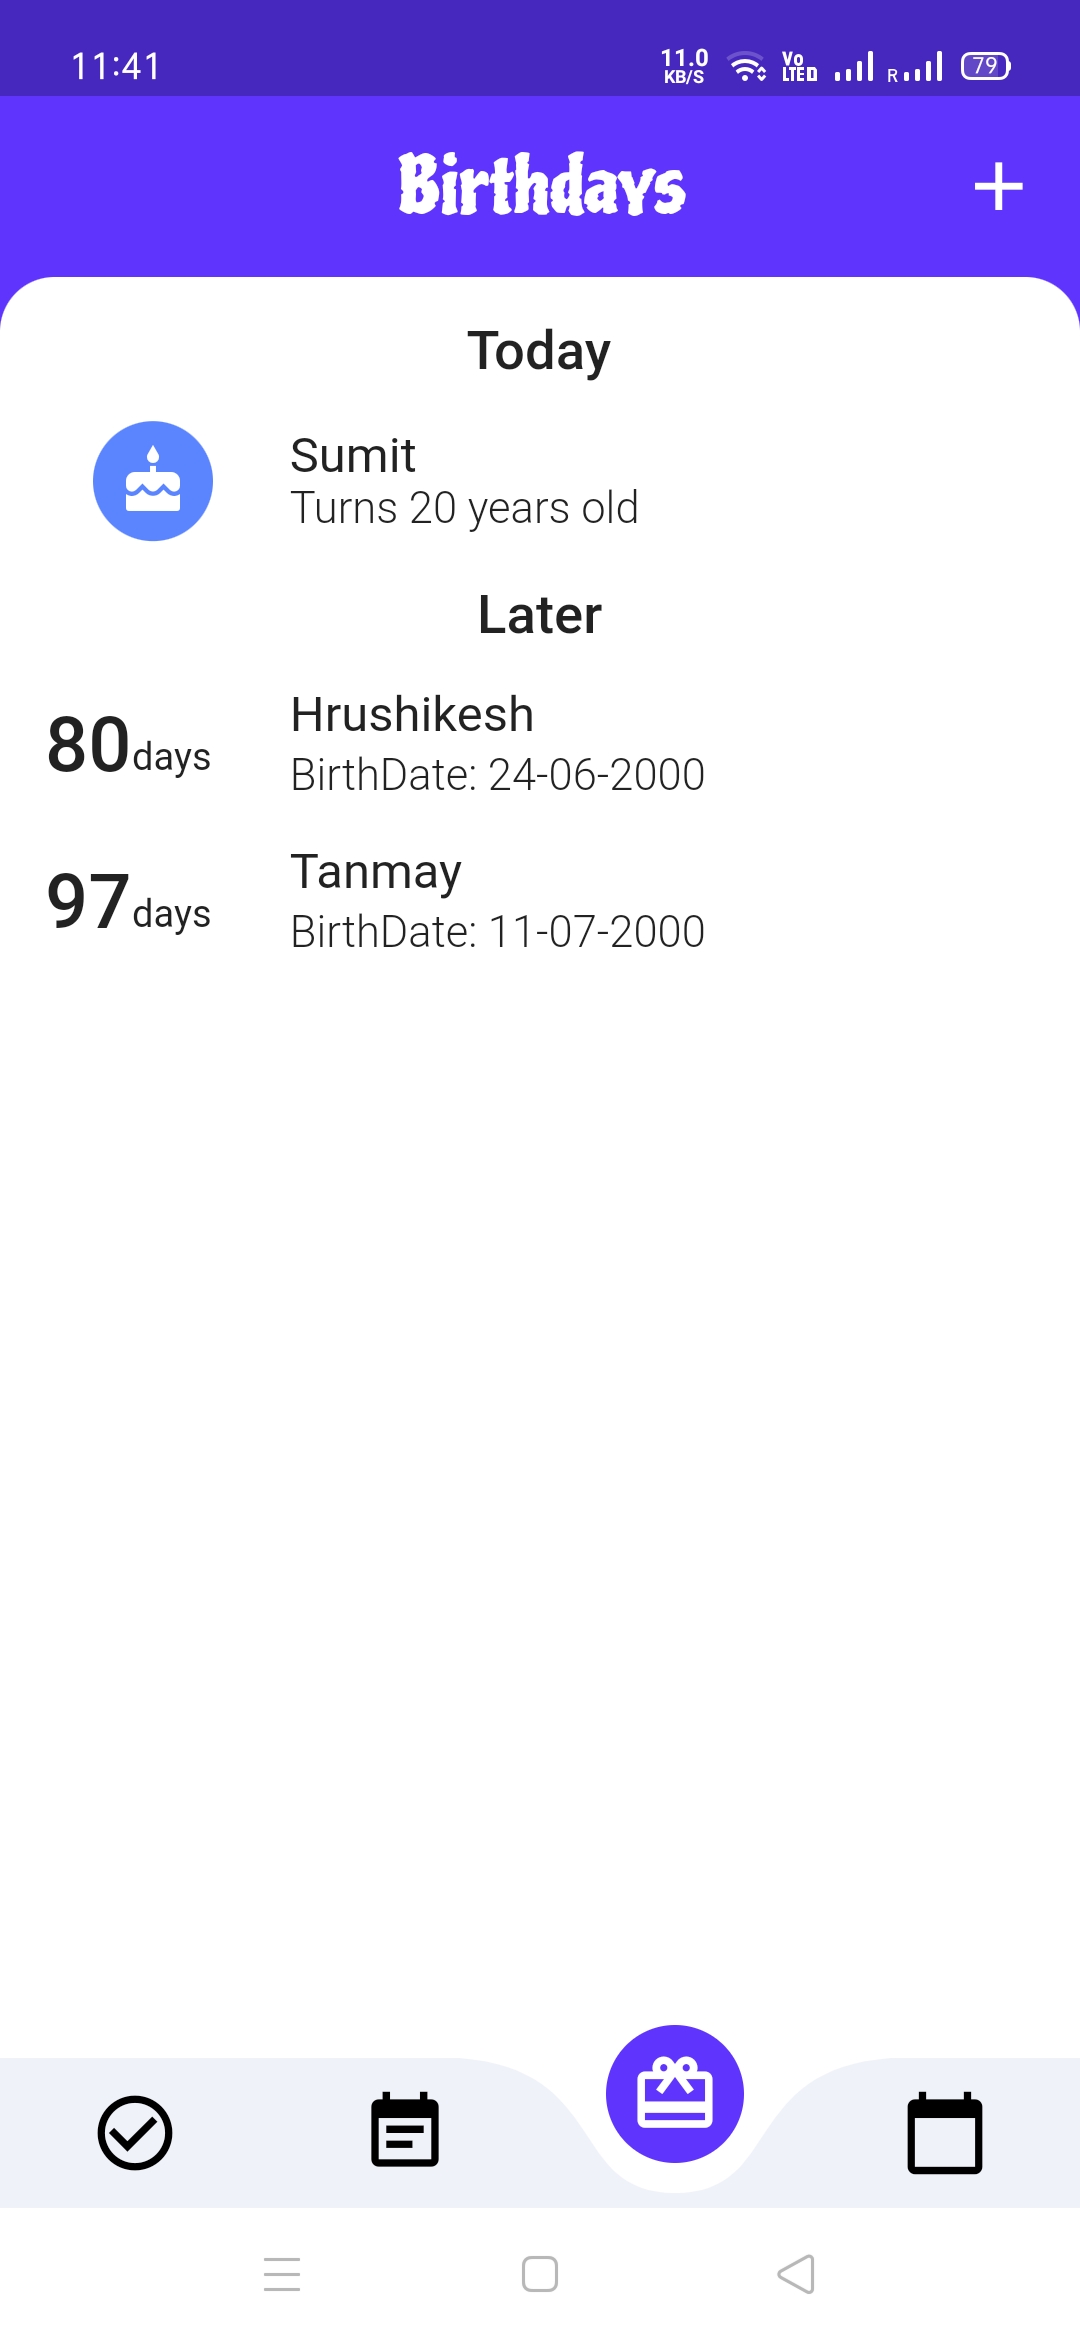 11:41 11.0 KB/S Vo LTE D R 79
Birthdays
Today
Sumit
Turns 20 years old
Later
80days Hrushikesh
BirthDate: 24-06-2000
97days Tanmay
BirthDate: 11-07-2000